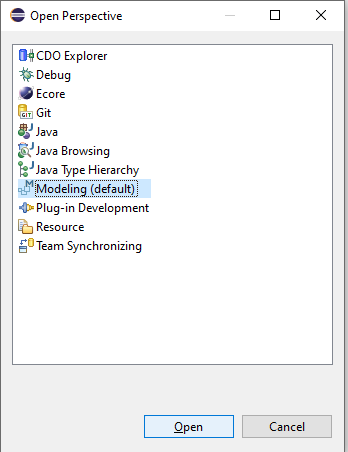 Open Perspective
CDO Explorer
Debug
Ecore
Git
Java
Java Browsing
Java Type Hierarchy
Modeling (default)
Plug-in Development
Resource
Team Synchronizing
Open
Cancel